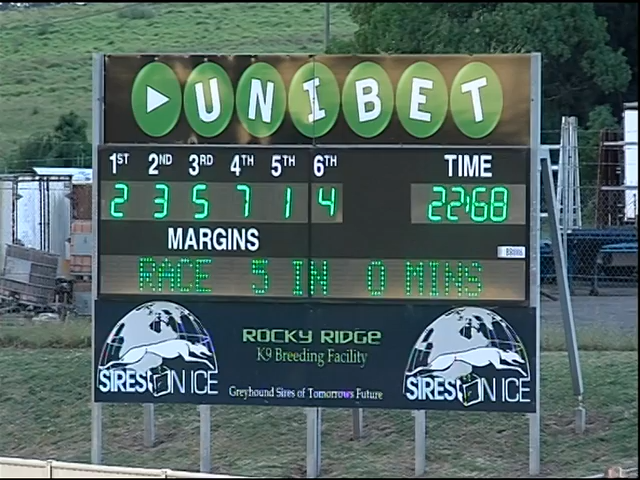 UNIBET
1ST 2ND 3RD 4TH 5TH 6TH TIME
2 3 5 7 1 4 22:68
MARGINS
RACE 5 IN 0 MINS
ROCKY RIDGE
K9 Breeding Facility
SIRES ON ICE SIRES ON ICE
Greyhound Sires of Tomorrows Future